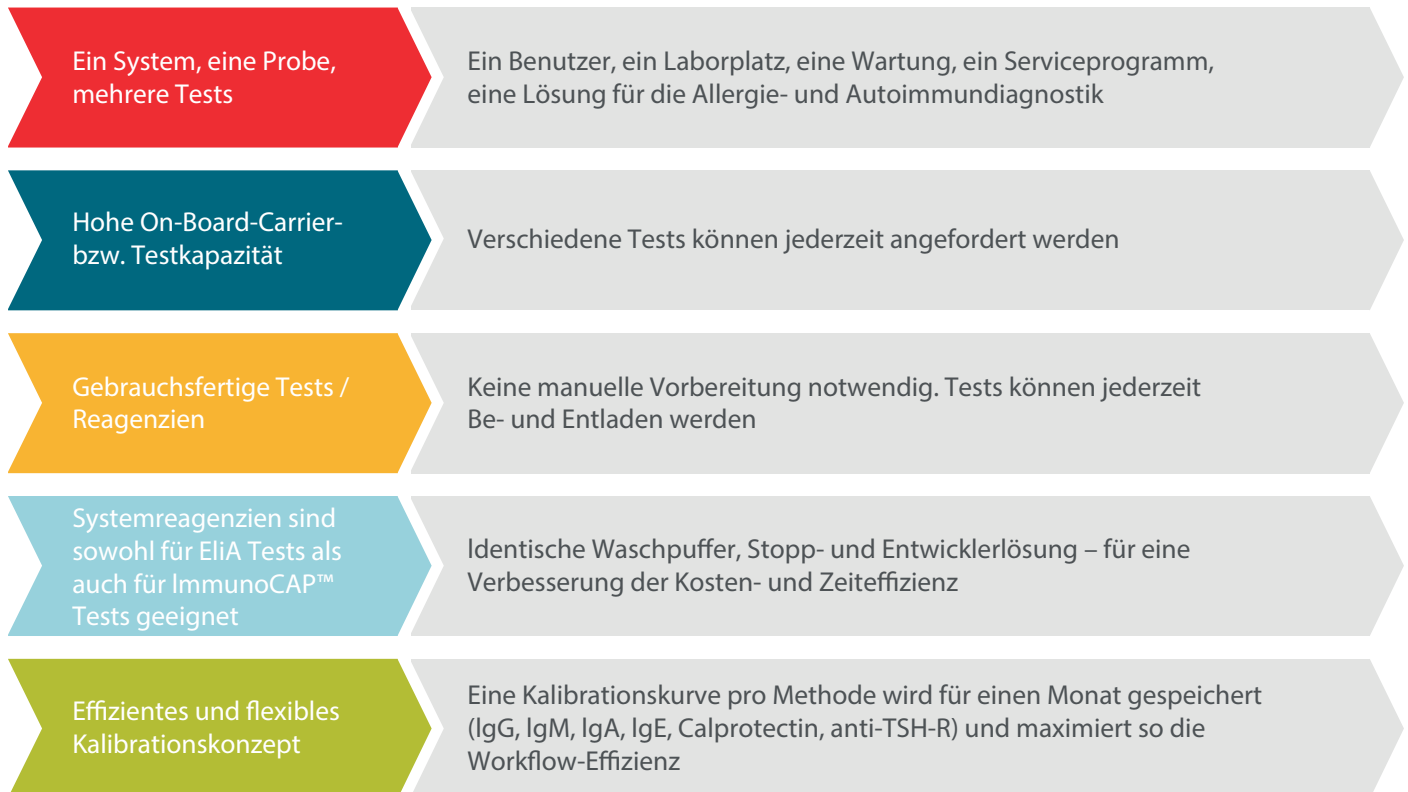 Ein System, eine Probe,
mehrere Tests
Ein Benutzer, ein Laborplatz, eine Wartung, ein Serviceprogramm,
eine Lösung für die Allergie- und Autoimmundiagnostik
Hohe On-Board-Carrier-
bzw. Testkapazität
Verschiedene Tests können jederzeit angefordert werden
Gebrauchsfertige Tests /
Reagenzien
Keine manuelle Vorbereitung notwendig. Tests können jederzeit
Be- und Entladen werden
Systemreagenzien sind
sowohl für EliA Tests als
auch für ImmunoCAP™
Tests geeignet
Identische Waschpuffer, Stopp- und Entwicklerlösung – für eine
Verbesserung der Kosten- und Zeiteffizienz
Effizientes und flexibles
Kalibrationskonzept
Eine Kalibrationskurve pro Methode wird für einen Monat gespeichert
(IgG, IgM, IgA, IgE, Calprotectin, anti-TSH-R) und maximiert so die
Workflow-Effizienz